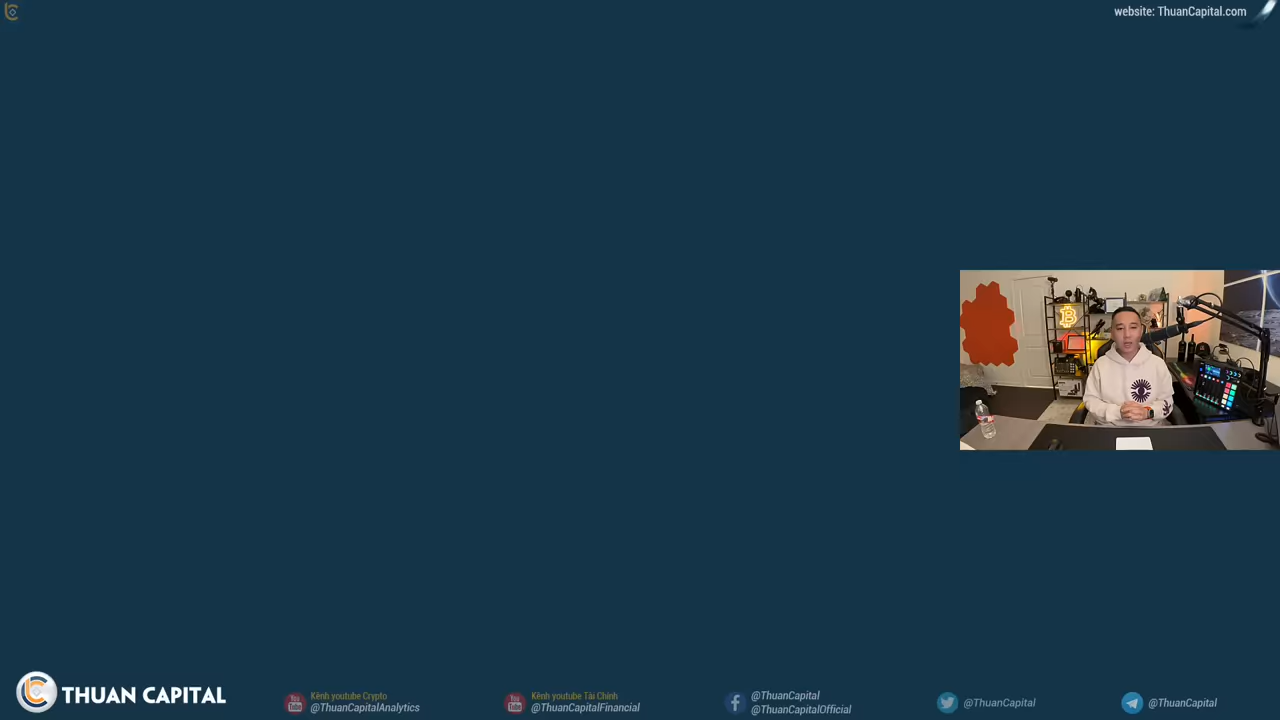 website: ThuanCapital.com
THUAN CAPITAL
Kênh youtube Crypto
@ThuanCapitalAnalytics
Kênh youtube Tài Chính
@ThuanCapitalFinancial
@ThuanCapital
@ThuanCapitalOfficial
@ThuanCapital
@ThuanCapital